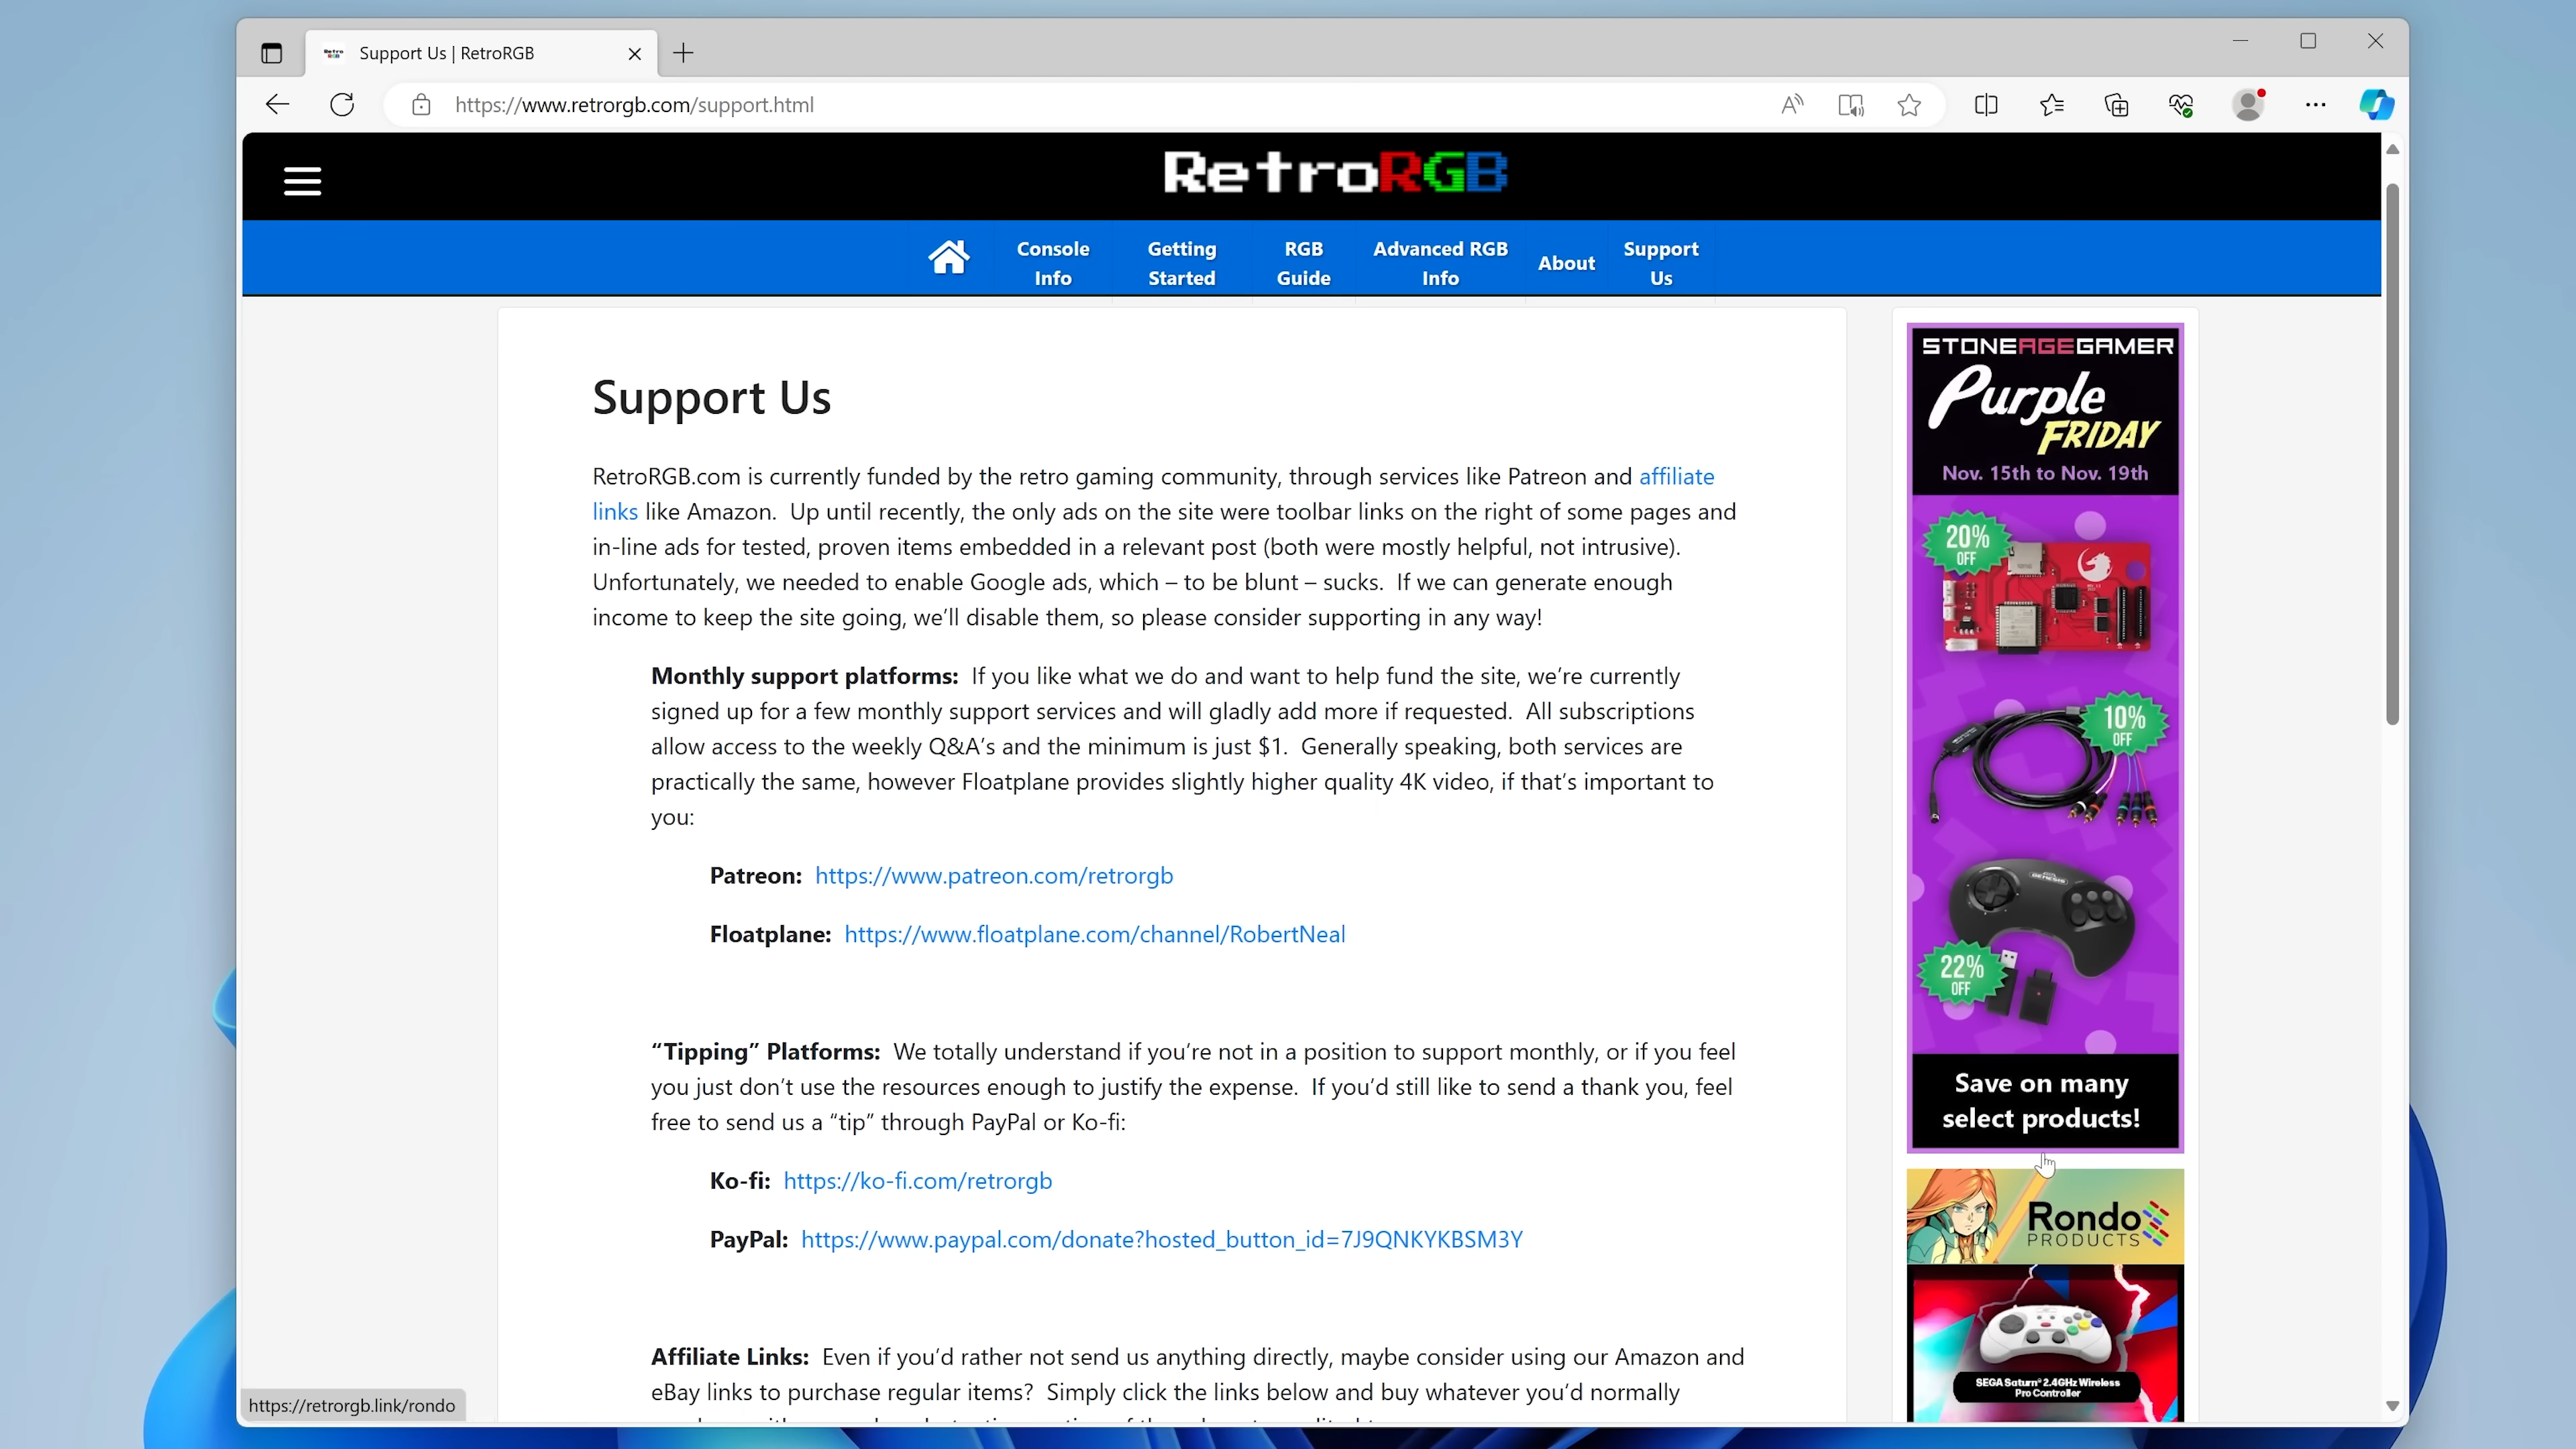 Support Us | RetroRGB
https://www.retrorgb.com/support.html
RetroRGB
Console
Info
Getting
Started
RGB
Guide
Advanced RGB
Info
About
Support
Us
Support Us
RetroRGB.com is currently funded by the retro gaming community, through services like Patreon and affiliate
links like Amazon.  Up until recently, the only ads on the site were toolbar links on the right of some pages and
in-line ads for tested, proven items embedded in a relevant post (both were mostly helpful, not intrusive).
Unfortunately, we needed to enable Google ads, which – to be blunt – sucks.  If we can generate enough
income to keep the site going, we’ll disable them, so please consider supporting in any way!
Monthly support platforms:  If you like what we do and want to help fund the site, we’re currently
signed up for a few monthly support services and will gladly add more if requested.  All subscriptions
allow access to the weekly Q&A’s and the minimum is just $1.  Generally speaking, both services are
practically the same, however Floatplane provides slightly higher quality 4K video, if that’s important to
you:
Patreon:  https://www.patreon.com/retrorgb
Floatplane:  https://www.floatplane.com/channel/RobertNeal
“Tipping” Platforms:  We totally understand if you’re not in a position to support monthly, or if you feel
you just don’t use the resources enough to justify the expense.  If you’d still like to send a thank you, feel
free to send us a “tip” through PayPal or Ko-fi:
Ko-fi:  https://ko-fi.com/retrorgb
PayPal:  https://www.paypal.com/donate?hosted_button_id=7J9QNKYKBSM3Y
Affiliate Links:  Even if you’d rather not send us anything directly, maybe consider using our Amazon and
eBay links to purchase regular items?  Simply click the links below and buy whatever you’d normally
STONEAGEGAMER
Purple
FRIDAY
Nov. 15th to Nov. 19th
20%
OFF
10%
OFF
GENESIS
22%
OFF
Save on many
select products!
Rondo
PRODUCTS
SEGA Saturn® 2.4GHz Wireless
Pro Controller
https://retrorgb.link/rondo